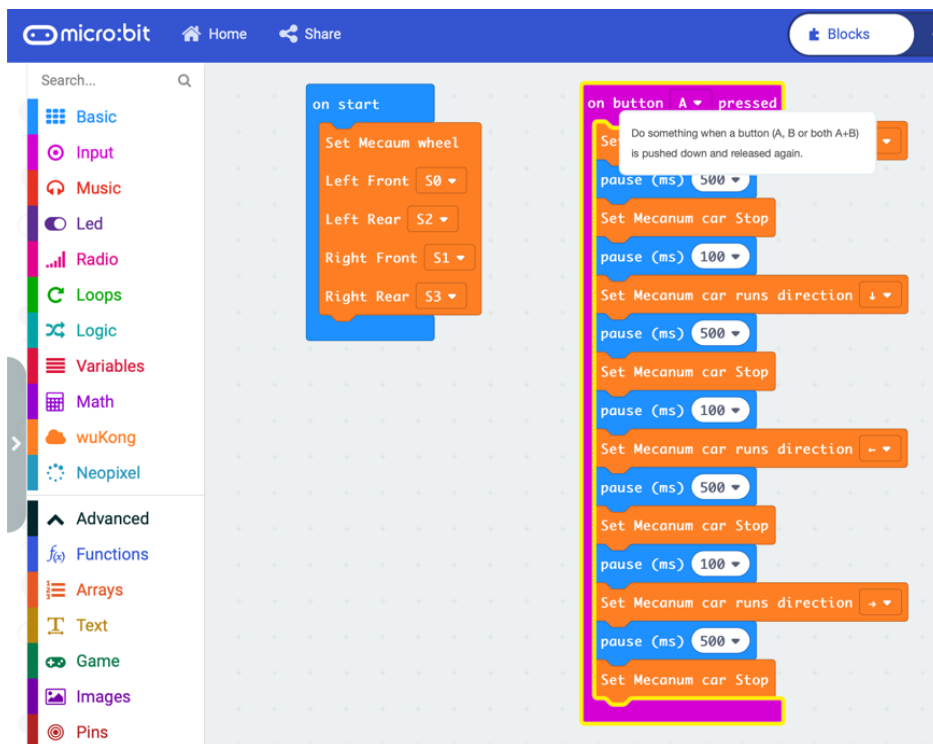 micro:bit Home Share Blocks
Search...
Basic
Input
Music
Led
Radio
Loops
Logic
Variables
Math
wuKong
Neopixel
Advanced
Functions
Arrays
Text
Game
Images
Pins
on start
Set Mecaum wheel
Left Front S0
Left Rear S2
Right Front S1
Right Rear S3
on button A pressed
Do something when a button (A, B or both A+B)
is pushed down and released again.
pause (ms) 500
Set Mecanum car Stop
pause (ms) 100
Set Mecanum car runs direction ↓
pause (ms) 500
Set Mecanum car Stop
pause (ms) 100
Set Mecanum car runs direction ←
pause (ms) 500
Set Mecanum car Stop
pause (ms) 100
Set Mecanum car runs direction →
pause (ms) 500
Set Mecanum car Stop